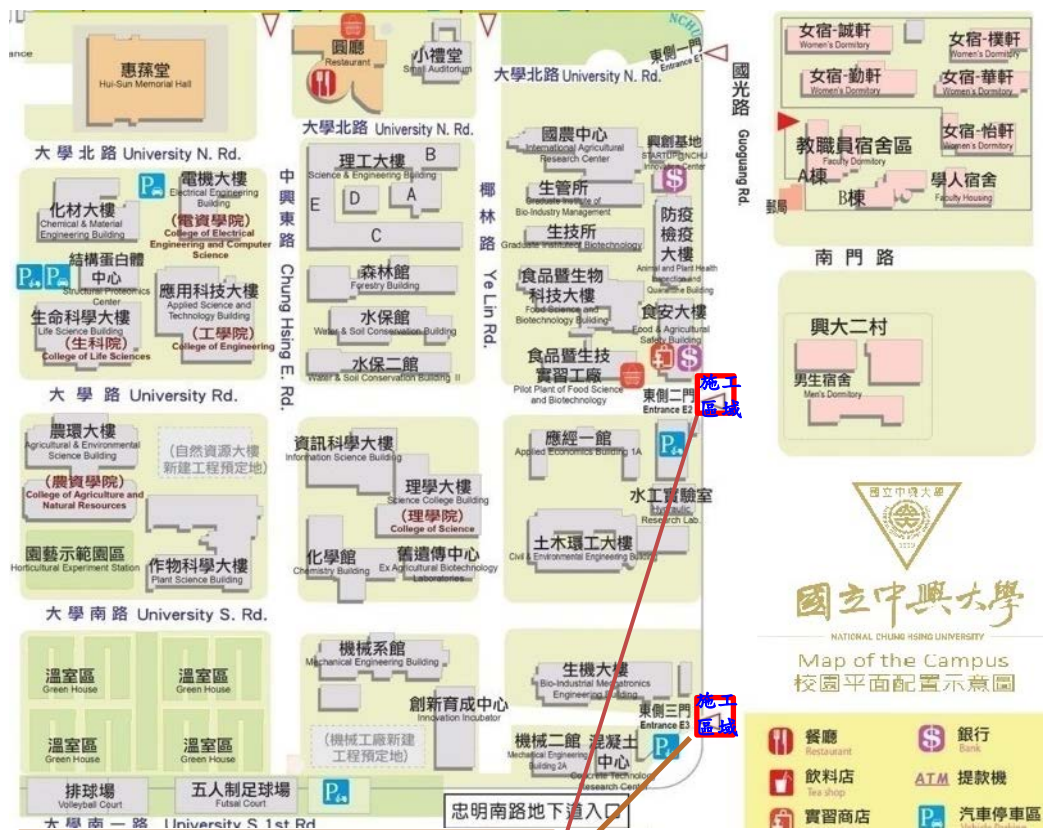 ance
惠蓀堂
Hui-Sun Memorial Hall
圓廳
Restaurant
小禮堂
Small Auditorium
NCHU
東側一門
Entrance E1
大學北路 University N. Rd.
大學北路 University N. Rd.
大學北路 University N. Rd.
國光路 Guoguang Rd.
中興東路 Chung Hsing E. Rd.
椰林路 Ye Lin Rd.
化材大樓
Chemical & Material
Engineering Building
電機大樓
Electrical Engineering
Building
(電資學院)
College of Electrical
Engineering and Computer
Science
結構蛋白體
中心
Structural Proteomics
Center
生命科學大樓
Life Science Building
(生科院)
College of Life Sciences
應用科技大樓
Applied Science and
Technology Building
(工學院)
College of Engineering
理工大樓
Science & Engineering Building
A
B
C
D
E
森林館
Forestry Building
水保館
Water & Soil Conservation Building
水保二館
Water & Soil Conservation Building II
國農中心
International Agricultural
Research Center
興創基地
STARTUP@NCHU
Innovation Center
生管所
Graduate Institute of
Bio-Industry Management
生技所
Graduate Institute of Biotechnology
防疫
檢疫
大樓
Animal and Plant Health
Inspection and
Quarantine Building
食品暨生物
科技大樓
Food Science and
Biotechnology Building
食安大樓
Food & Agricultural
Safety Building
食品暨生技
實習工廠
Pilot Plant of Food Science
and Biotechnology
東側二門
Entrance E2
施工
區域
大學路 University Rd.
農環大樓
Agricultural & Environmental
Science Building
(農資學院)
College of Agriculture and
Natural Resources
(自然資源大樓
新建工程預定地)
園藝示範園區
Horticultural Experiment Station
作物科學大樓
Plant Science Building
資訊科學大樓
Information Science Building
理學大樓
Science College Building
(理學院)
College of Science
化學館
Chemistry Building
舊遺傳中心
Ex Agricultural Biotechnology
Laboratories
應經一館
Applied Economics Building 1A
水工實驗室
Hydraulic
Research Lab.
土木環工大樓
Civil & Environmental Engineering Building
大學南路 University S. Rd.
溫室區
Green House
溫室區
Green House
溫室區
Green House
溫室區
Green House
機械系館
Mechanical Engineering Building
創新育成中心
Innovation Incubator
(機械工廠新建
工程預定地)
生機大樓
Bio-Industrial Mechatronics
Engineering Building
東側三門
Entrance E3
施工
區域
機械二館
Mechanical Engineering
Building 2A
混凝土
中心
Concrete Technology
Research Center
排球場
Volleyball Court
五人制足球場
Futsal Court
大學南一路 University S.1st Rd
忠明南路地下道入口
女宿-誠軒
Women's Dormitory
女宿-樸軒
Women's Dormitory
女宿-勤軒
Women's Dormitory
女宿-華軒
Women's Dormitory
女宿-怡軒
Women's Dormitory
教職員宿舍區
Faculty Dormitory
A棟
B棟
學人宿舍
Faculty Housing
郵局
南門路
興大二村
男生宿舍
Men's Dormitory
國立中興大學
1919
國立中興大學
NATIONAL CHUNG HSING UNIVERSITY
Map of the Campus
校園平面配置示意圖
餐廳
Restaurant
銀行
Bank
飲料店
Tea shop
ATM 提款機
實習商店
汽車停車區
Vehicle Parking